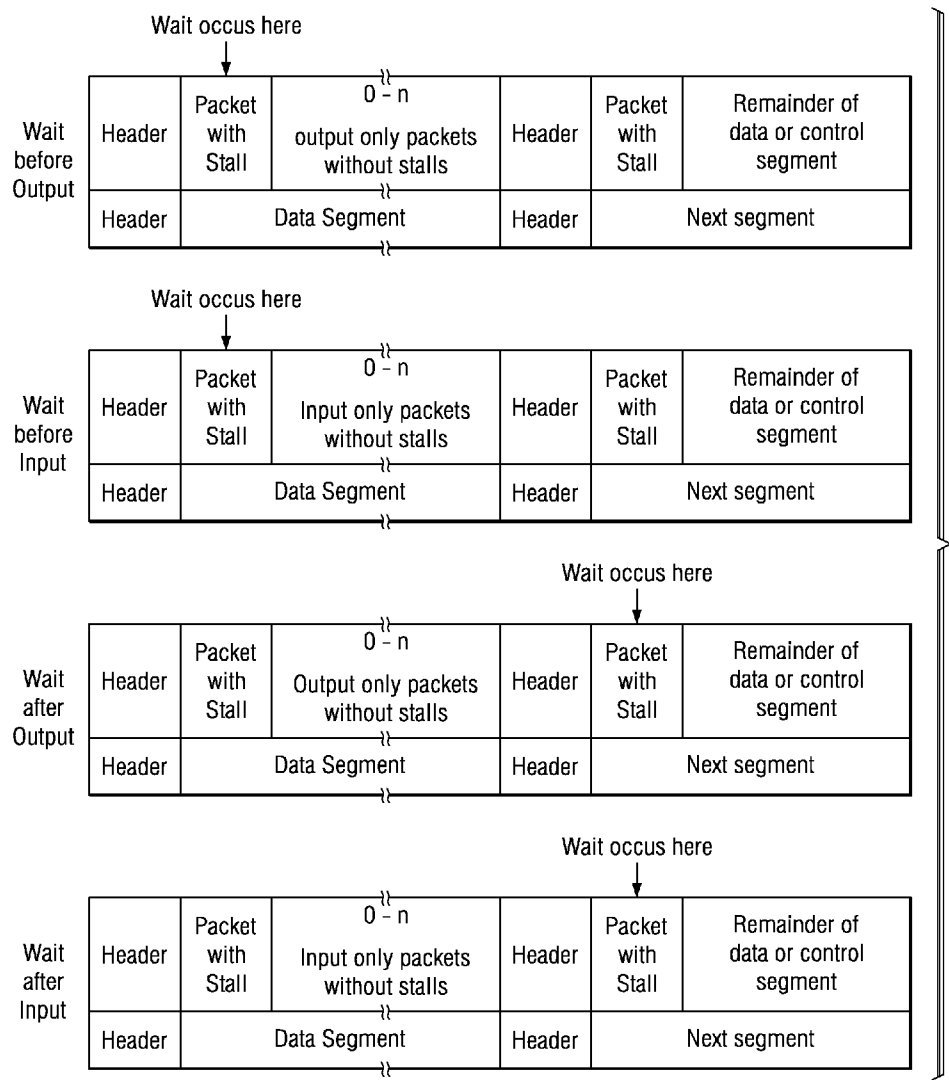 Wait occus here
Wait
before
Output
Header
Packet
with
Stall
0 - n
output only packets
without stalls
Header
Packet
with
Stall
Remainder of
data or control
segment
Header
Data Segment
Header
Next segment
Wait occus here
Wait
before
Input
Header
Packet
with
Stall
0 - n
Input only packets
without stalls
Header
Packet
with
Stall
Remainder of
data or control
segment
Header
Data Segment
Header
Next segment
Wait occus here
Wait
after
Output
Header
Packet
with
Stall
0 - n
Output only packets
without stalls
Header
Packet
with
Stall
Remainder of
data or control
segment
Header
Data Segment
Header
Next segment
Wait occus here
Wait
after
Input
Header
Packet
with
Stall
0 - n
Input only packets
without stalls
Header
Packet
with
Stall
Remainder of
data or control
segment
Header
Data Segment
Header
Next segment